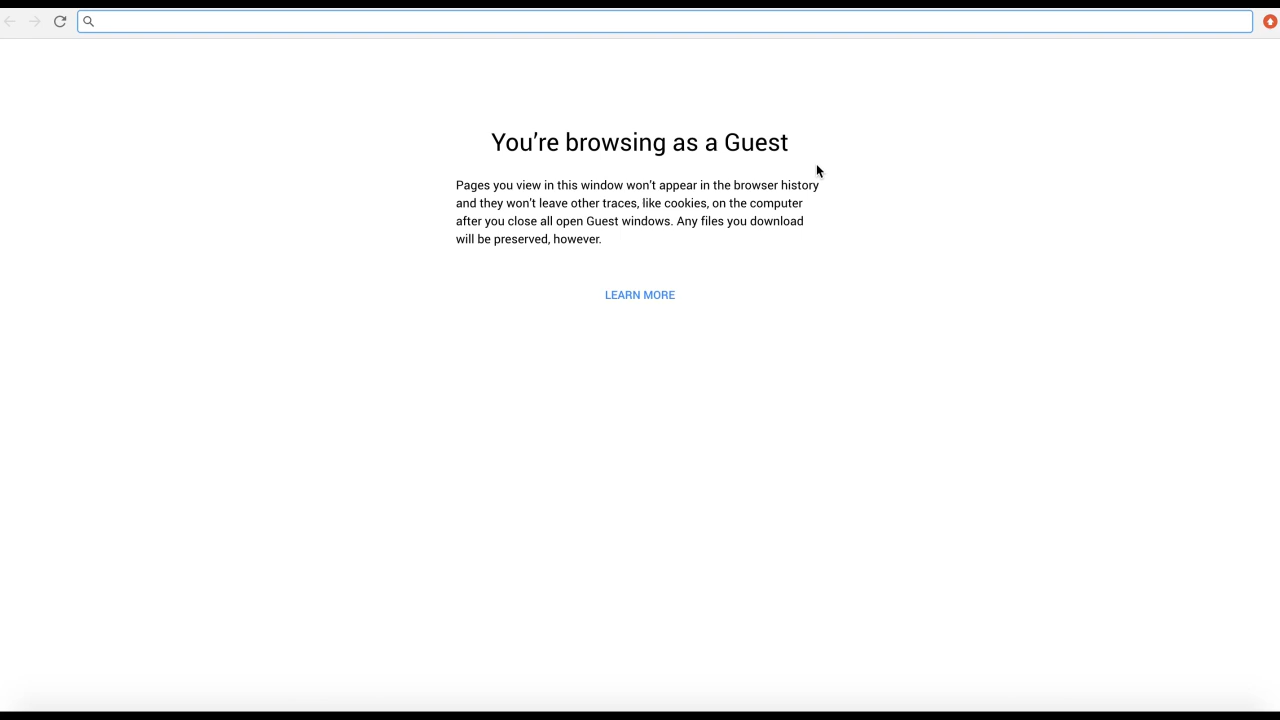 You’re browsing as a Guest
Pages you view in this window won’t appear in the browser history
and they won’t leave other traces, like cookies, on the computer
after you close all open Guest windows. Any files you download
will be preserved, however.
LEARN MORE